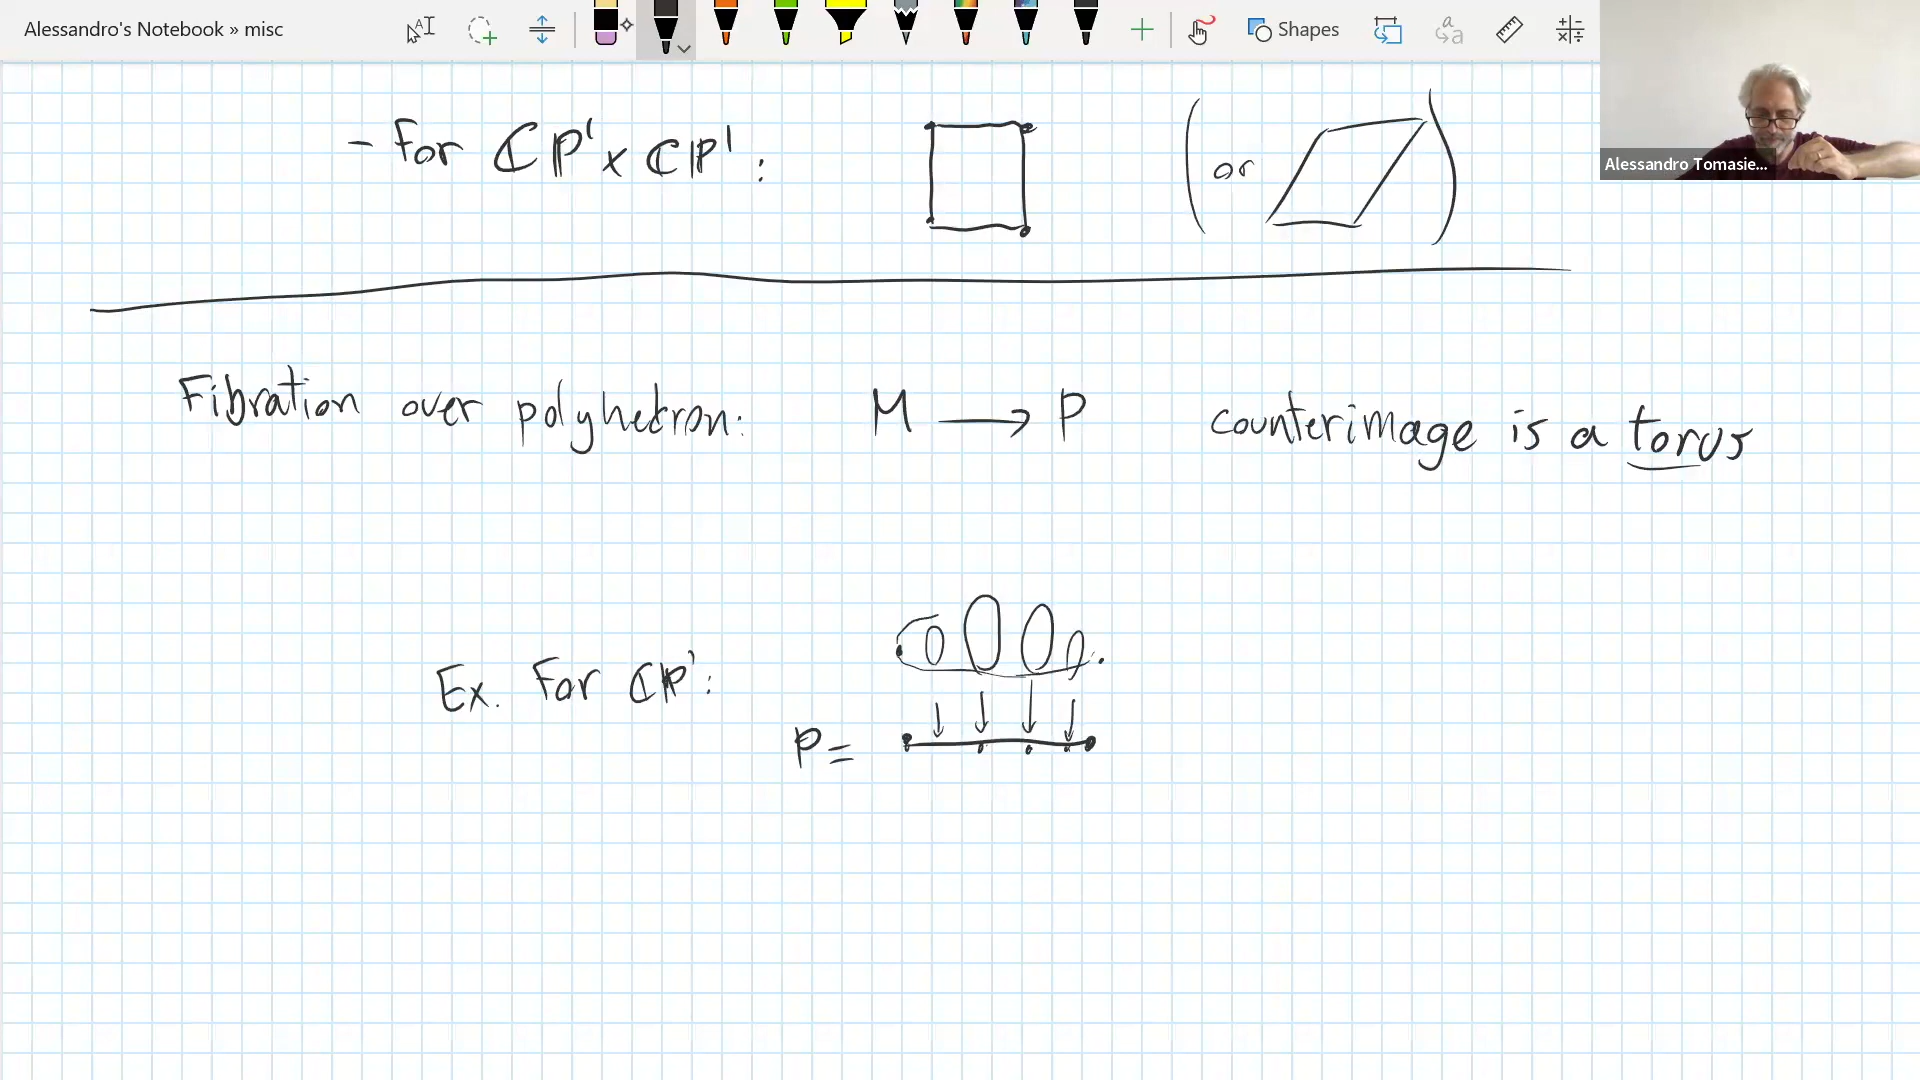 Alessandro's Notebook » misc
Shapes
Alessandro Tomasie...
- For ℂP¹ x ℂP¹: ( or )
Fibration over polyhedron: M → P counterimage is a torus
Ex. For ℂP¹:
P =